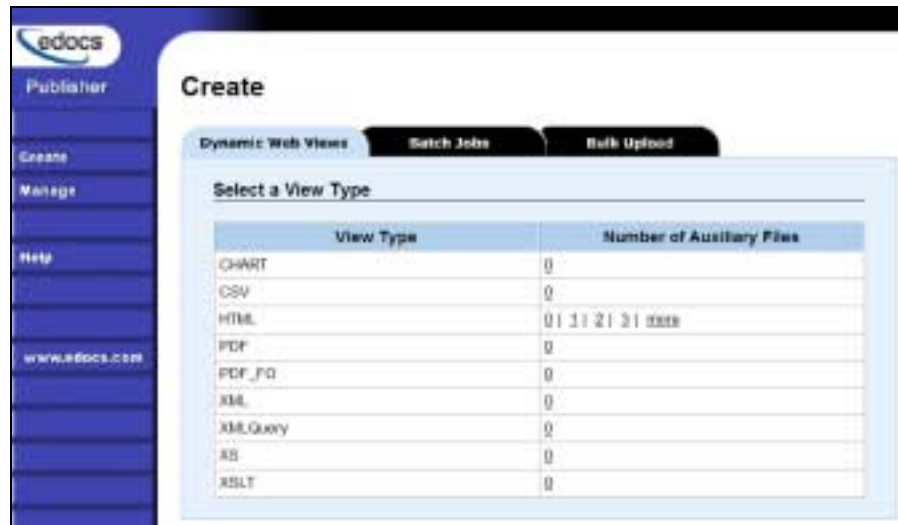 edocs
Publisher
Create
Manage
Help
www.edocs.com
Create
Dynamic Web Views
Batch Jobs
Bulk Upload
Select a View Type
View Type Number of Auxiliary Files
CHART 0
CSV 0
HTML 0 | 1 | 2 | 3 | more
PDF 0
PDF_FO 0
XML 0
XMLQuery 0
XS 0
XSLT 0